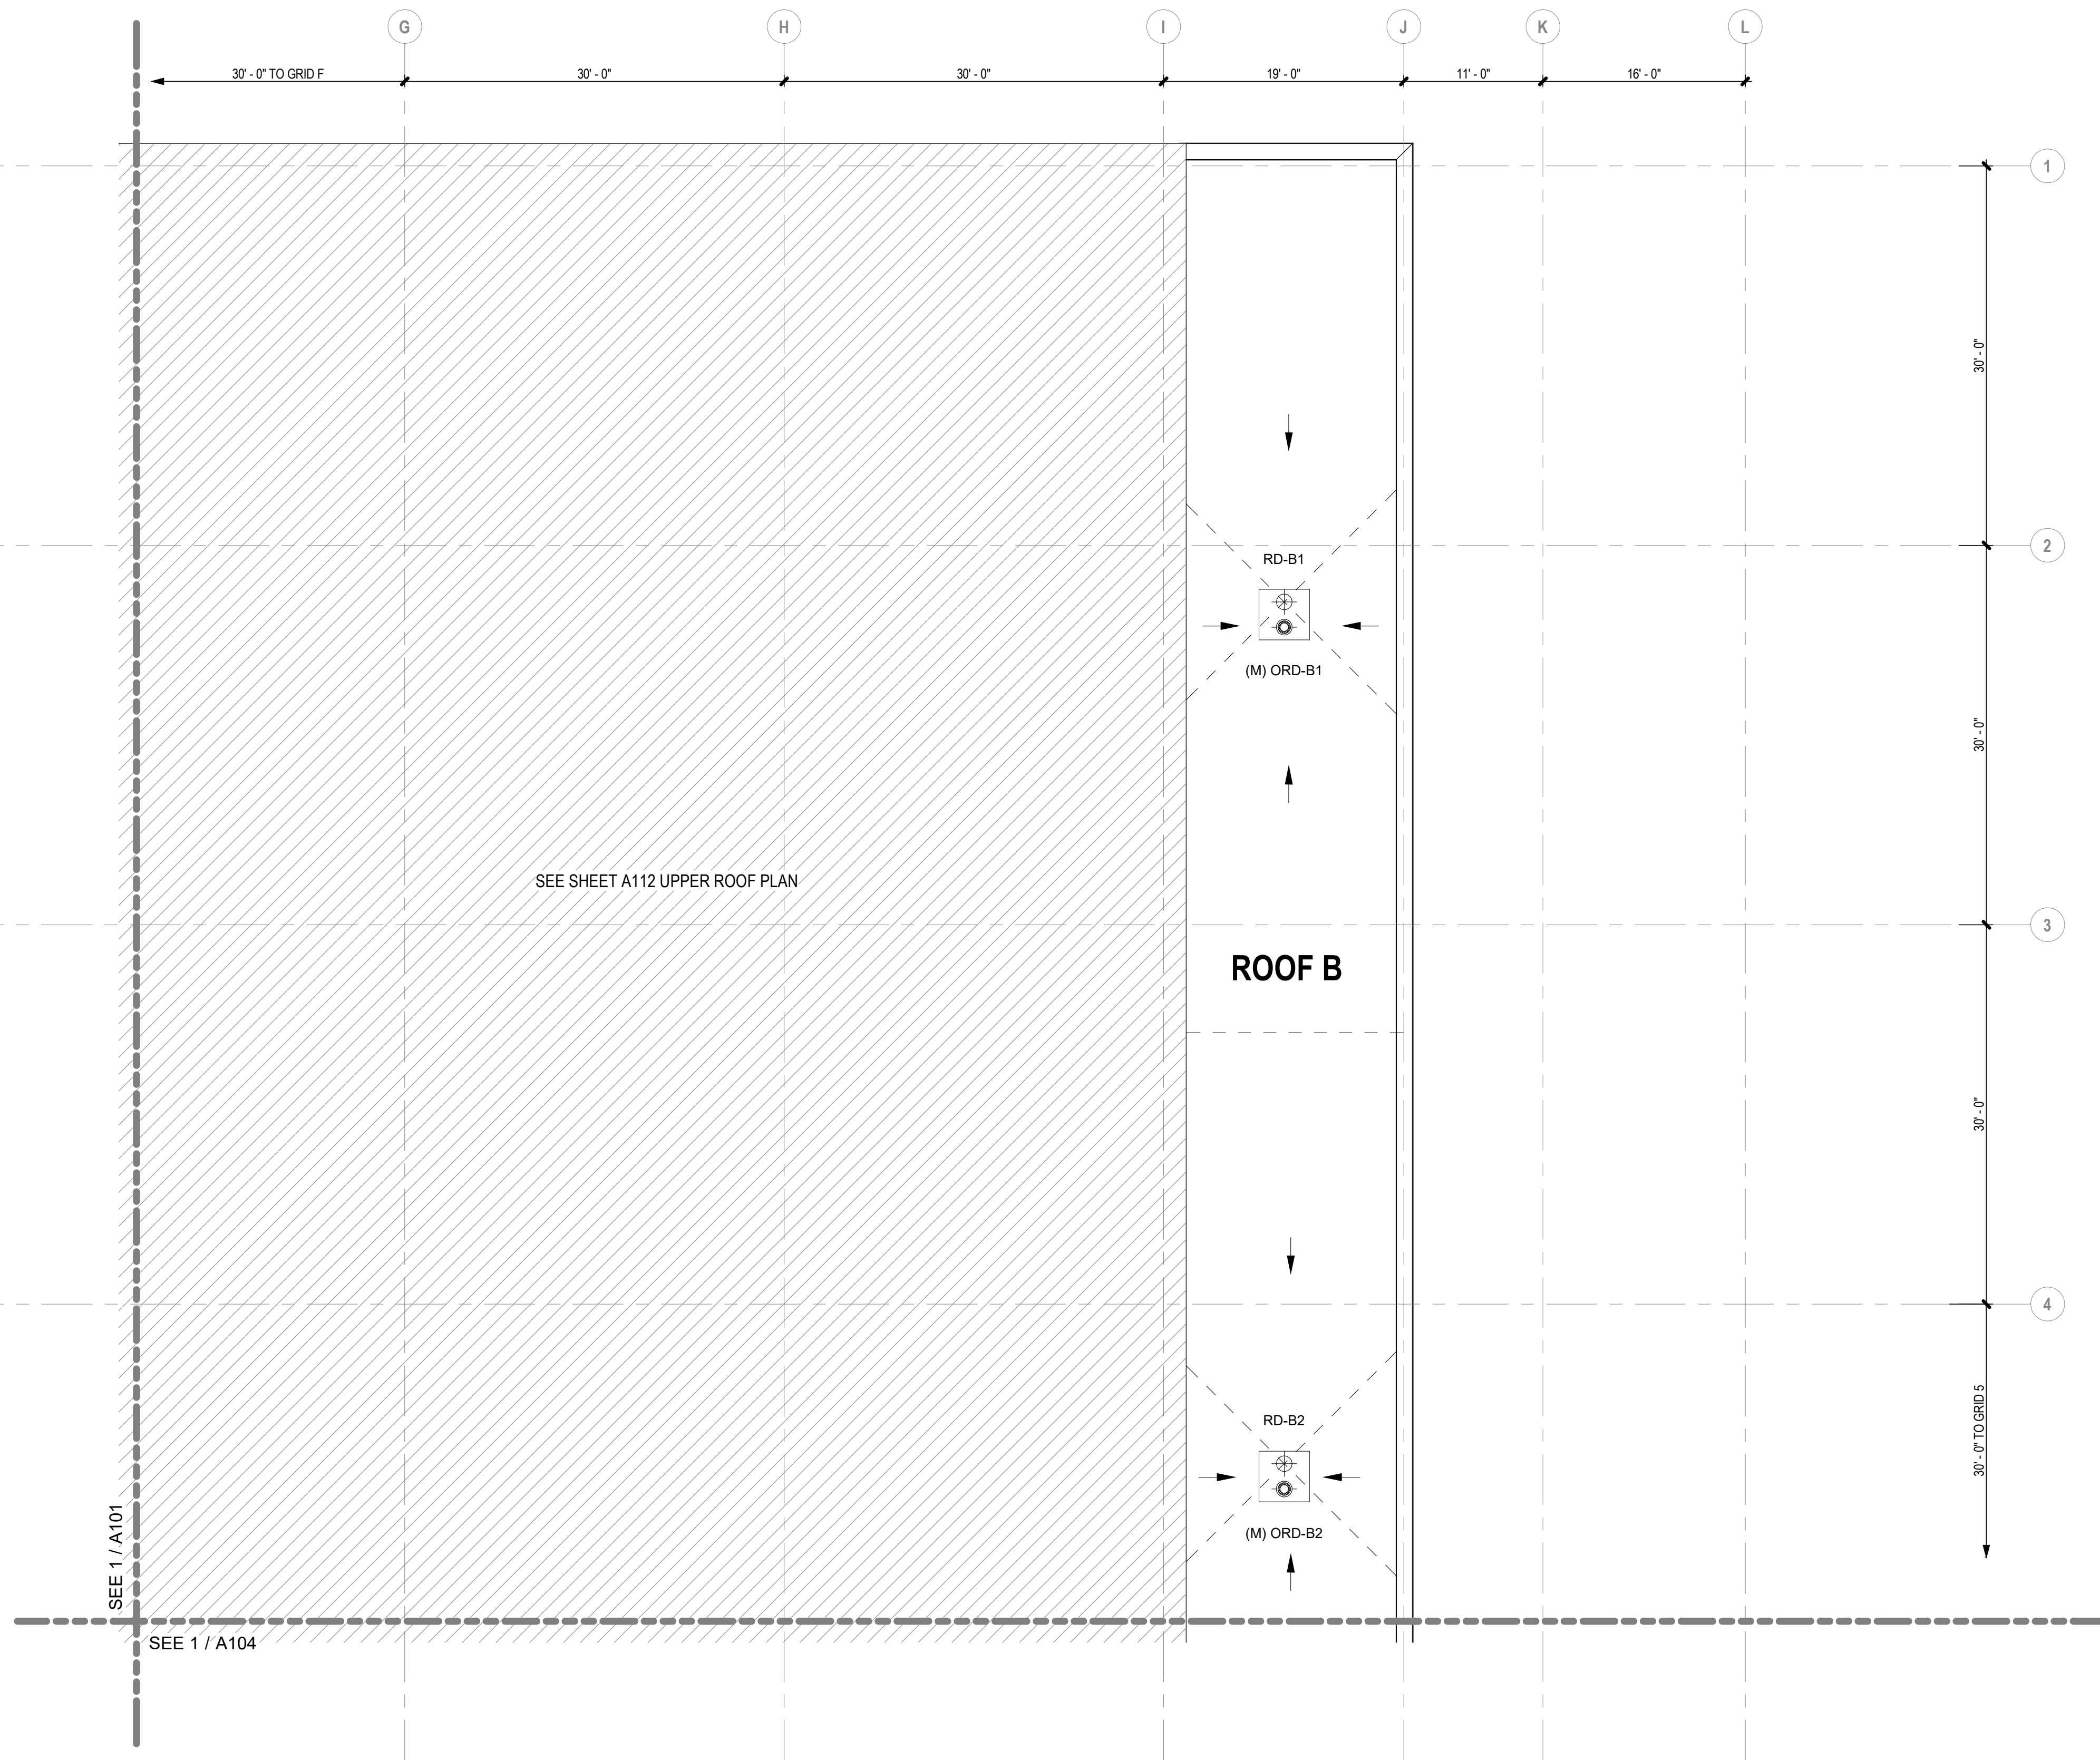 G
H
I
J
K
L
30' - 0" TO GRID F
30' - 0"
30' - 0"
19' - 0"
11' - 0"
16' - 0"
1
30' - 0"
2
RD-B1
(M) ORD-B1
30' - 0"
SEE SHEET A112 UPPER ROOF PLAN
3
ROOF B
30' - 0"
4
RD-B2
(M) ORD-B2
30' - 0" TO GRID 5
SEE 1 / A101
SEE 1 / A104